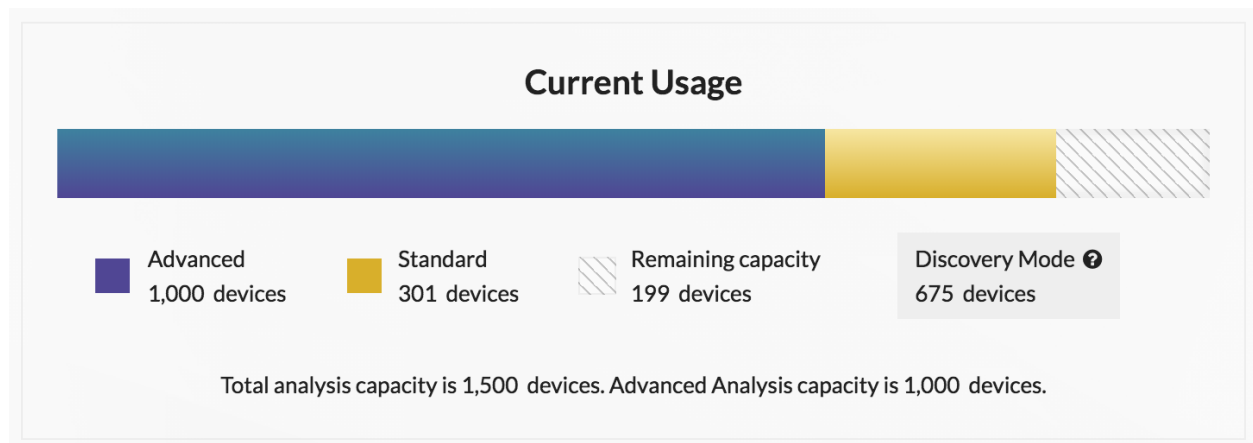 Current Usage
Advanced
1,000 devices
Standard
301 devices
Remaining capacity
199 devices
Discovery Mode ?
675 devices
Total analysis capacity is 1,500 devices. Advanced Analysis capacity is 1,000 devices.